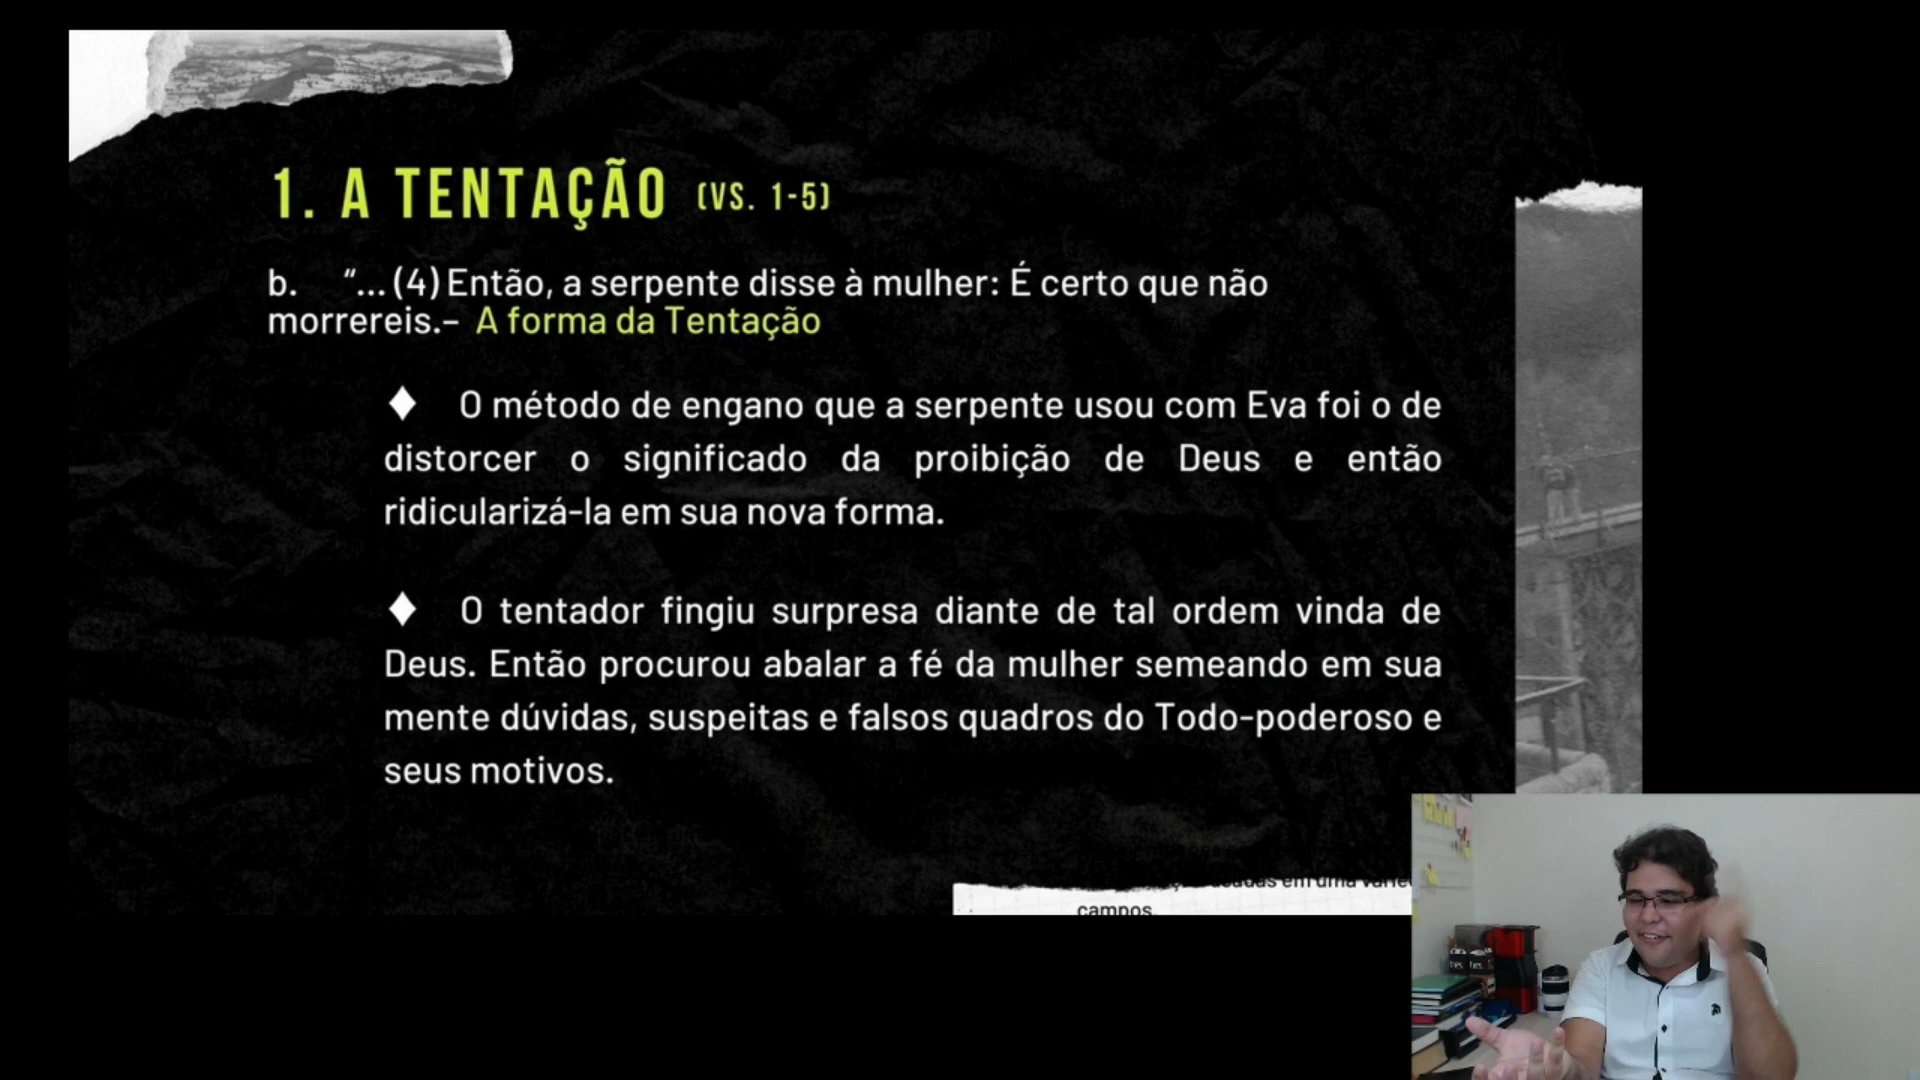 1. A TENTAÇÃO (VS. 1-5)
b. “... (4) Então, a serpente disse à mulher: É certo que não
morrereis.– A forma da Tentação
♦ O método de engano que a serpente usou com Eva foi o de
distorcer o significado da proibição de Deus e então
ridicularizá-la em sua nova forma.
♦ O tentador fingiu surpresa diante de tal ordem vinda de
Deus. Então procurou abalar a fé da mulher semeando em sua
mente dúvidas, suspeitas e falsos quadros do Todo-poderoso e
seus motivos.
em uma
campos.